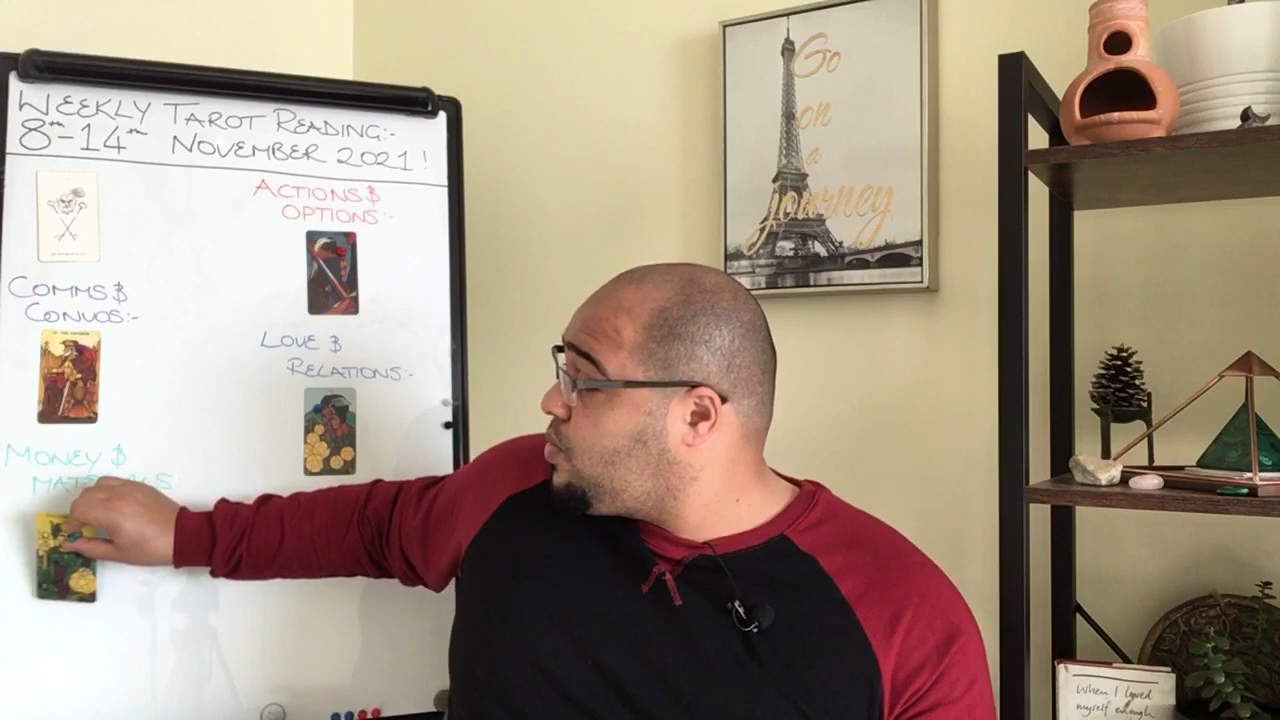 WEEKLY TAROT READING:-
8th-14th NOVEMBER 2021!
ACTIONS &
OPTIONS:-
COMMS &
CONVOS:-
LOVE &
RELATIONS:-
MONEY &
Go
on
a
journey
When I loved
myself enough